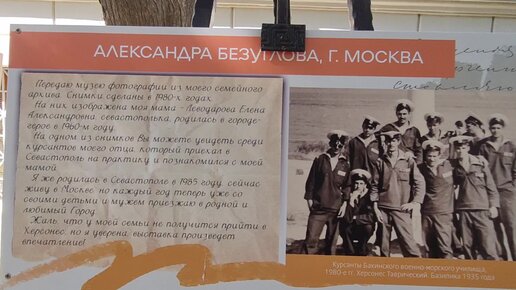 АЛЕКСАНДРА БЕЗУГЛОВА, Г. МОСКВА
Передаю музею фотографии из моего семейного
архива. Снимки сделаны в 1980-х годах.
На них изображена моя мама - Леводарова Елена
Александровна, севастополька, родилась в городе-
герое в 1960-м году.
На одном из снимков Вы можете увидеть среди
курсантов моего отца, который приехал в
Севастополь на практику и познакомился с моей
мамой.
Я же родилась в Севастополе в 1985 году, сейчас
живу в Москве но каждый год теперь уже со
своими детьми и мужем приезжаю в родной и
любимый Город.
Жаль, что у моей семьи не получится прийти в
Херсонес, но я уверена, выставка произведет
впечатление!
Курсанты Бакинского военно-морского училища,
1980-е гг. Херсонес Таврический. Базилика 1935 года